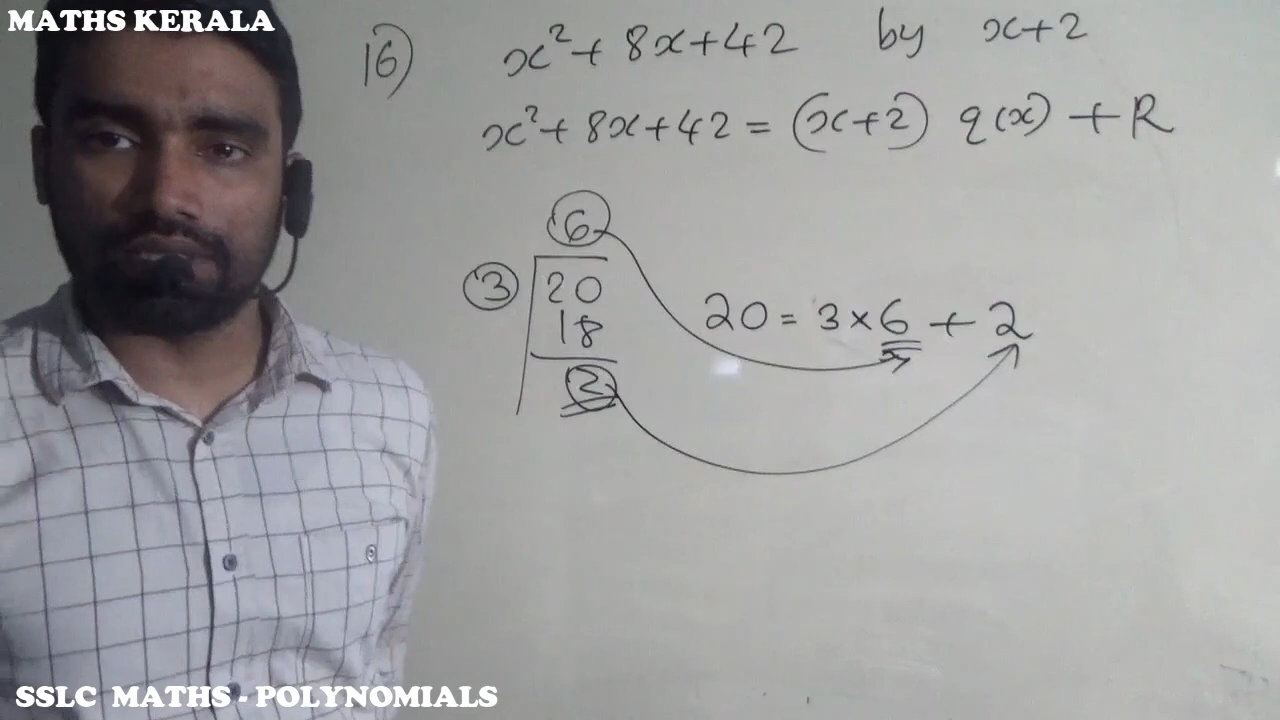 MATHS KERALA
16) x² + 8x + 42 by x + 2
x² + 8x + 42 = (x + 2) q(x) + R
6
3 20
18
2
20 = 3 × 6 + 2
SSLC MATHS - POLYNOMIALS